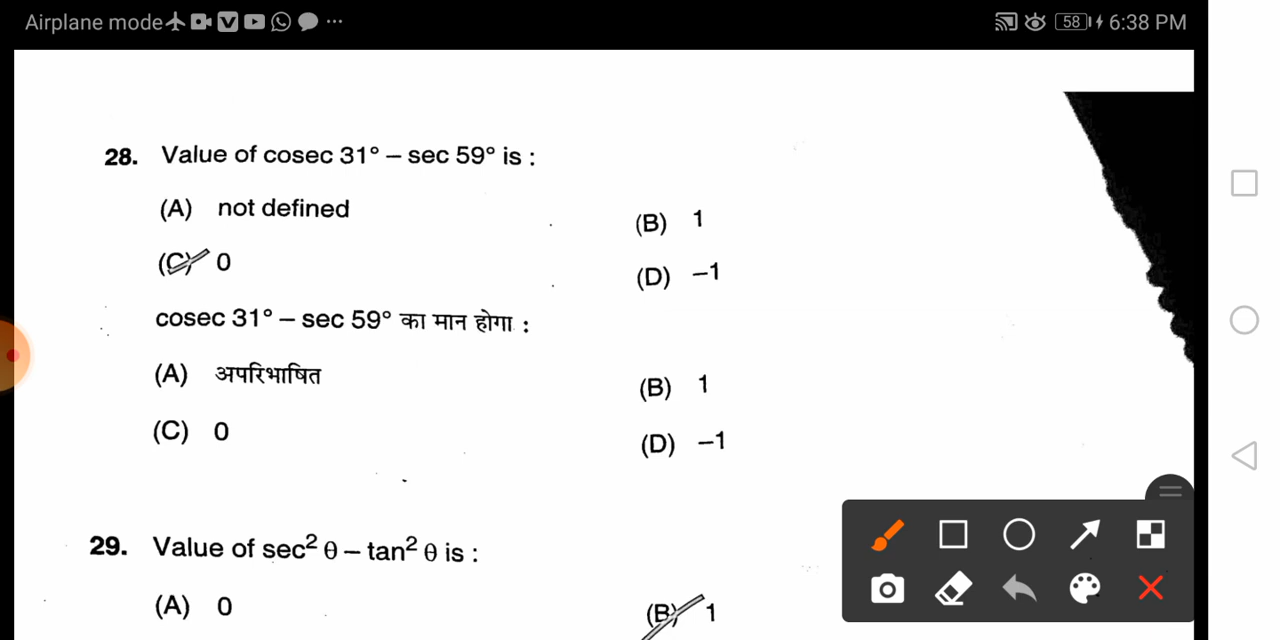 Airplane mode ... 58 6:38 PM
28. Value of cosec 31° – sec 59° is :
(A) not defined (B) 1
(C) 0 (D) –1
cosec 31° – sec 59° का मान होगा :
(A) अपरिभाषित (B) 1
(C) 0 (D) –1
29. Value of sec² θ – tan² θ is :
(A) 0 (B) 1